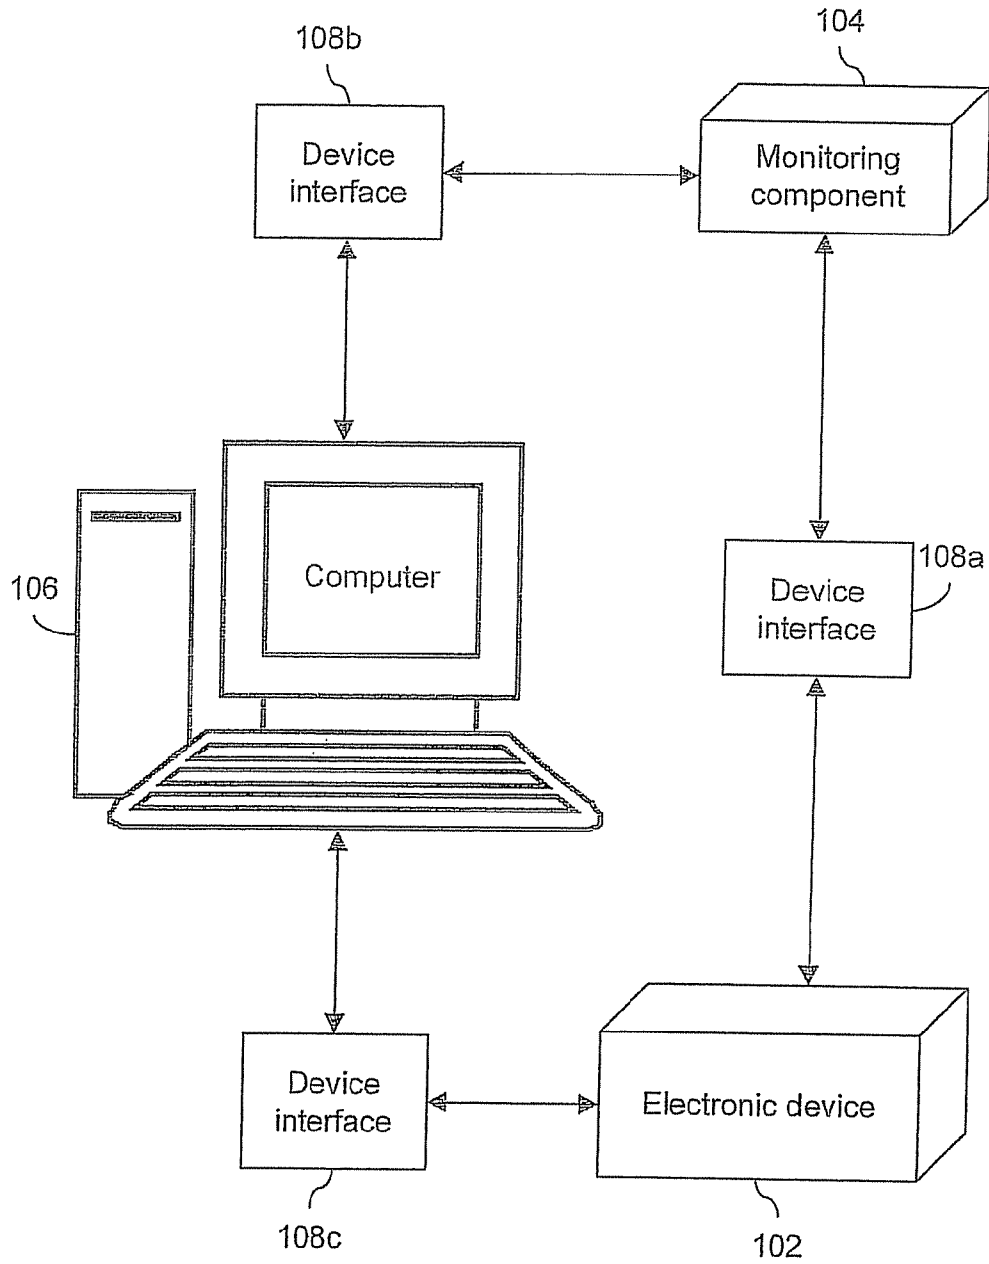 104
108b
Device
interface
Monitoring
component
Computer
106
108a
Device
interface
Device
interface
Electronic device
108c
102